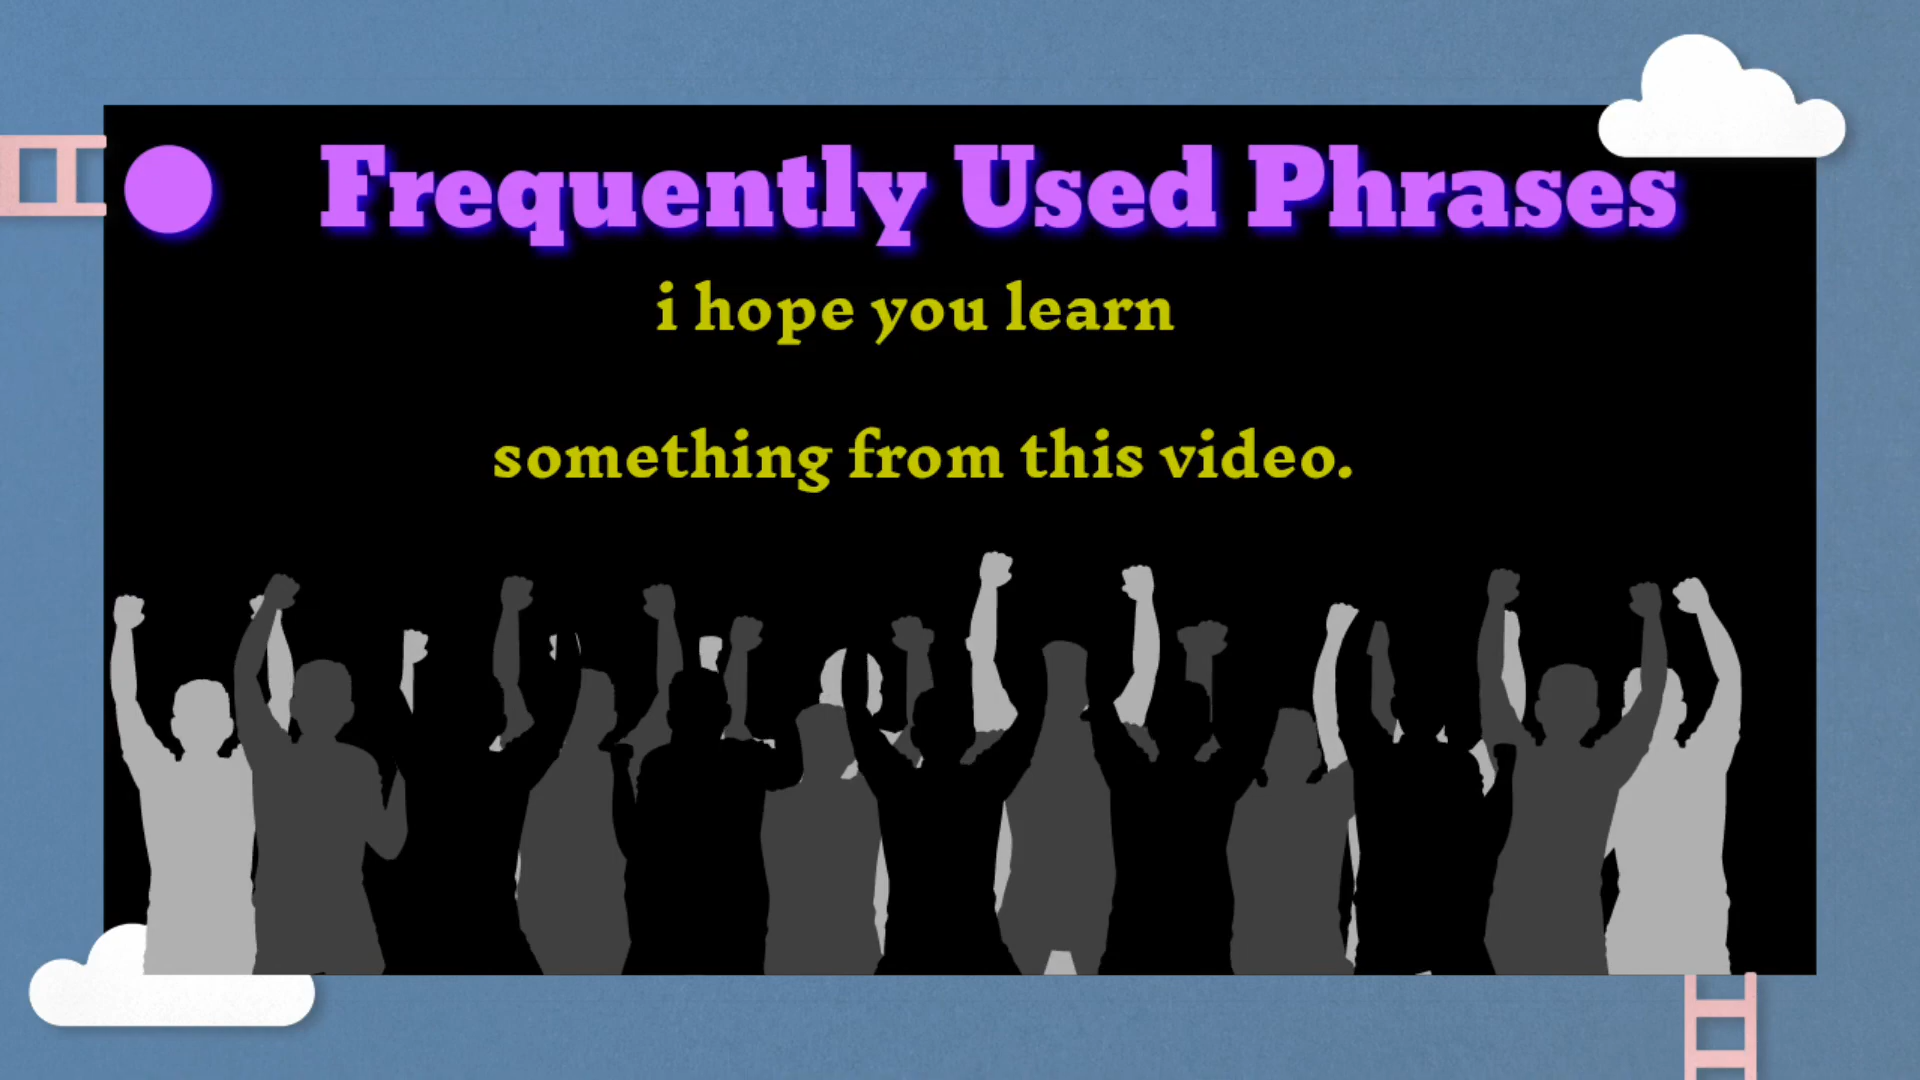 Frequently Used Phrases
i hope you learn
something from this video.